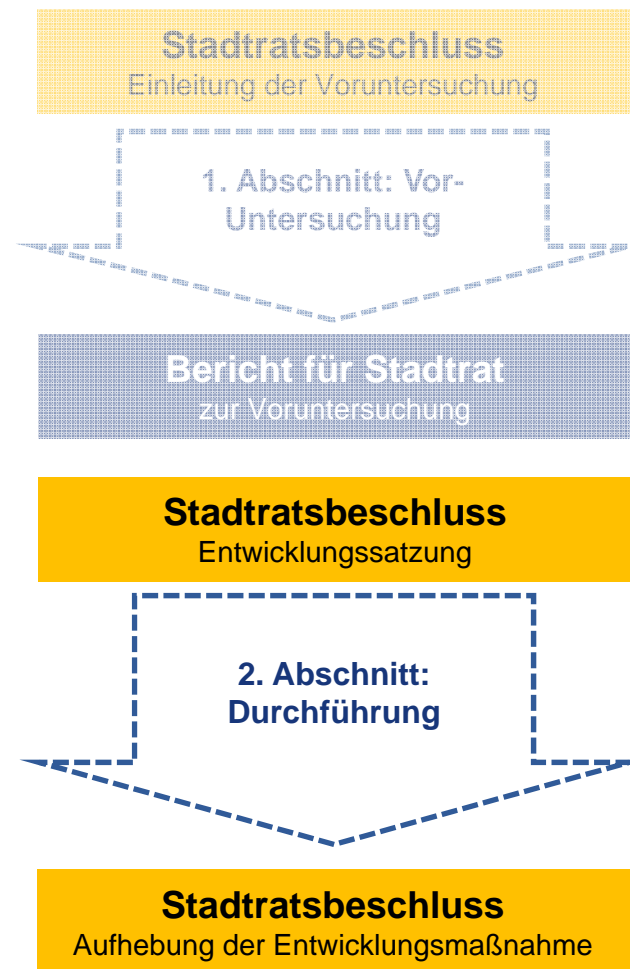 Stadtratsbeschluss
Einleitung der Voruntersuchung
1. Abschnitt: Vor-
Untersuchung
Bericht für Stadtrat
zur Voruntersuchung
Stadtratsbeschluss
Entwicklungssatzung
2. Abschnitt:
Durchführung
Stadtratsbeschluss
Aufhebung der Entwicklungsmaßnahme